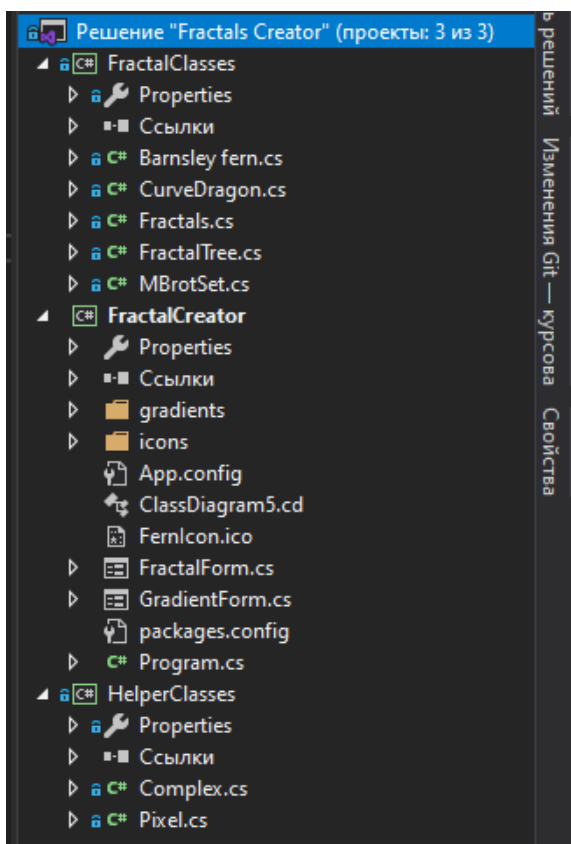 Решение "Fractals Creator" (проекты: 3 из 3)
C# FractalClasses
Properties
Ссылки
C# Barnsley fern.cs
C# CurveDragon.cs
C# Fractals.cs
C# FractalTree.cs
C# MBrotSet.cs
C# FractalCreator
Properties
Ссылки
gradients
icons
App.config
ClassDiagram5.cd
FernIcon.ico
FractalForm.cs
GradientForm.cs
packages.config
C# Program.cs
C# HelperClasses
Properties
Ссылки
C# Complex.cs
C# Pixel.cs
ь решений
Изменения Git — курсова
Свойства